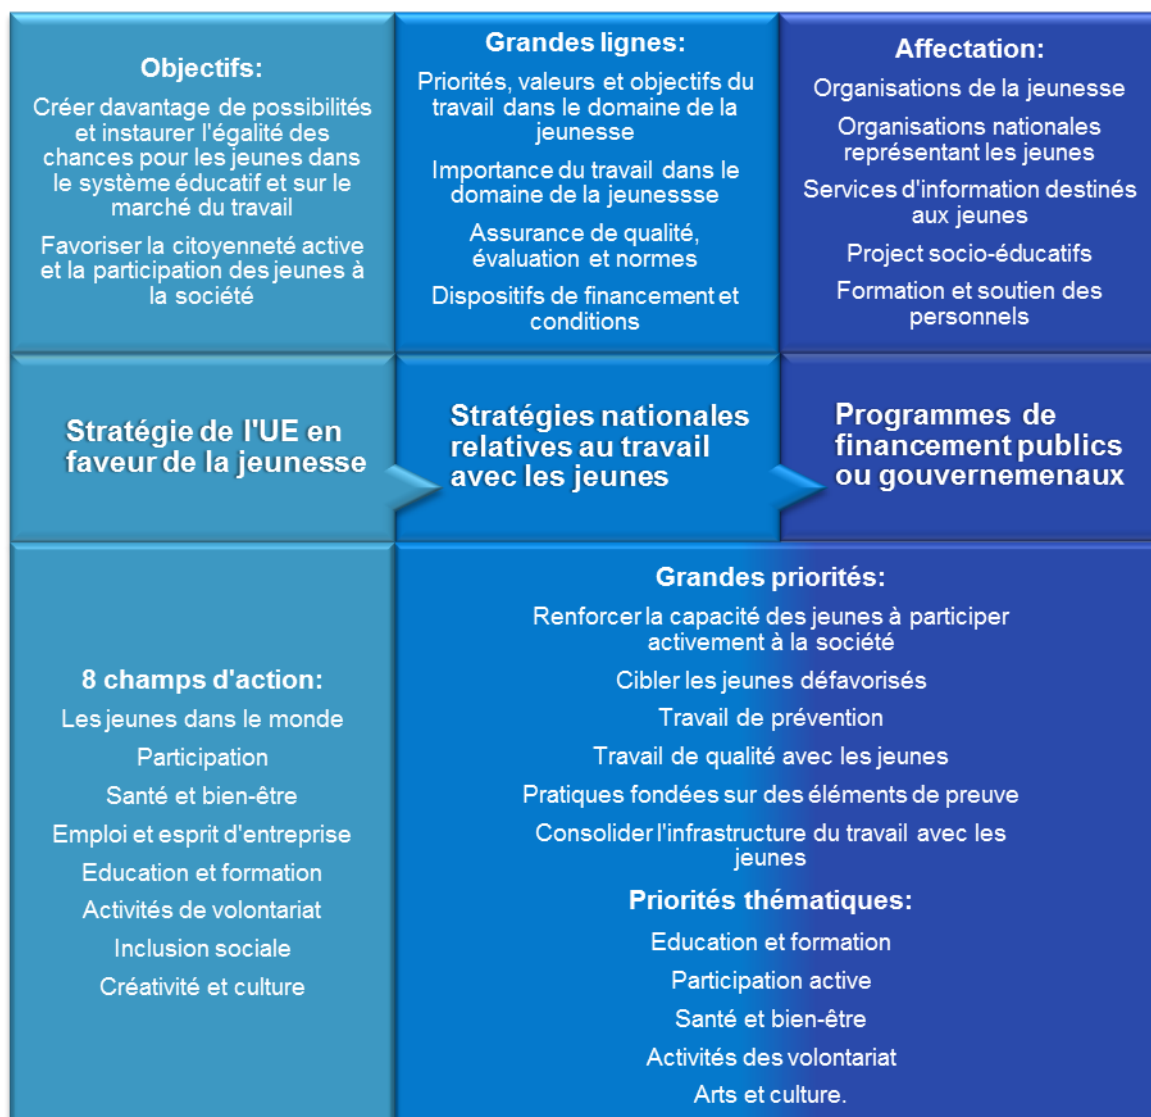 Objectifs:
Créer davantage de possibilités
et instaurer l'égalité des
chances pour les jeunes dans
le système éducatif et sur le
marché du travail
Favoriser la citoyenneté active
et la participation des jeunes à
la société
Grandes lignes:
Priorités, valeurs et objectifs du
travail dans le domaine de la
jeunesse
Importance du travail dans le
domaine de la jeunessse
Assurance de qualité,
évaluation et normes
Dispositifs de financement et
conditions
Affectation:
Organisations de la jeunesse
Organisations nationales
représentant les jeunes
Services d'information destinés
aux jeunes
Project socio-éducatifs
Formation et soutien des
personnels
Stratégie de l'UE en
faveur de la jeunesse
Stratégies nationales
relatives au travail
avec les jeunes
Programmes de
financement publics
ou gouvernemenaux
8 champs d'action:
Les jeunes dans le monde
Participation
Santé et bien-être
Emploi et esprit d'entreprise
Education et formation
Activités de volontariat
Inclusion sociale
Créativité et culture
Grandes priorités:
Renforcer la capacité des jeunes à participer
activement à la société
Cibler les jeunes défavorisés
Travail de prévention
Travail de qualité avec les jeunes
Pratiques fondées sur des éléments de preuve
Consolider l'infrastructure du travail avec les
jeunes
Priorités thématiques:
Education et formation
Participation active
Santé et bien-être
Activités des volontariat
Arts et culture.